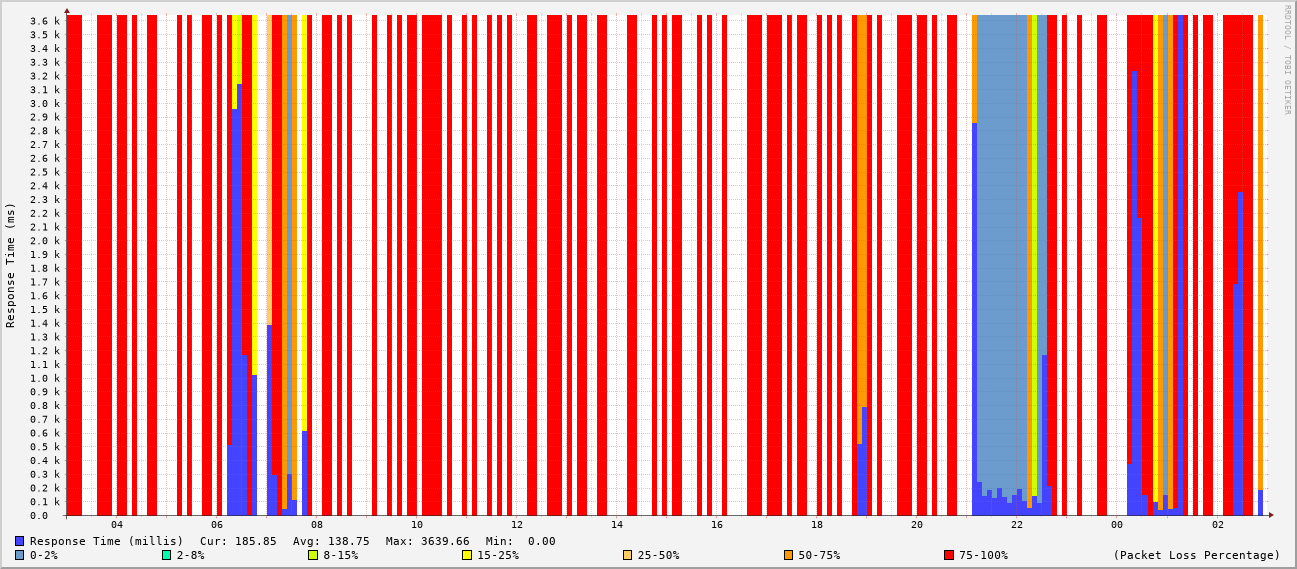 RRDTOOL / TOBI OETIKER
Response Time (ms)
3.6 k
3.5 k
3.4 k
3.3 k
3.2 k
3.1 k
3.0 k
2.9 k
2.8 k
2.7 k
2.6 k
2.5 k
2.4 k
2.3 k
2.2 k
2.1 k
2.0 k
1.9 k
1.8 k
1.7 k
1.6 k
1.5 k
1.4 k
1.3 k
1.2 k
1.1 k
1.0 k
0.9 k
0.8 k
0.7 k
0.6 k
0.5 k
0.4 k
0.3 k
0.2 k
0.1 k
0.0
04 06 08 10 12 14 16 18 20 22 00 02
Response Time (millis) Cur: 185.85 Avg: 138.75 Max: 3639.66 Min: 0.00
0-2% 2-8% 8-15% 15-25% 25-50% 50-75% 75-100% (Packet Loss Percentage)